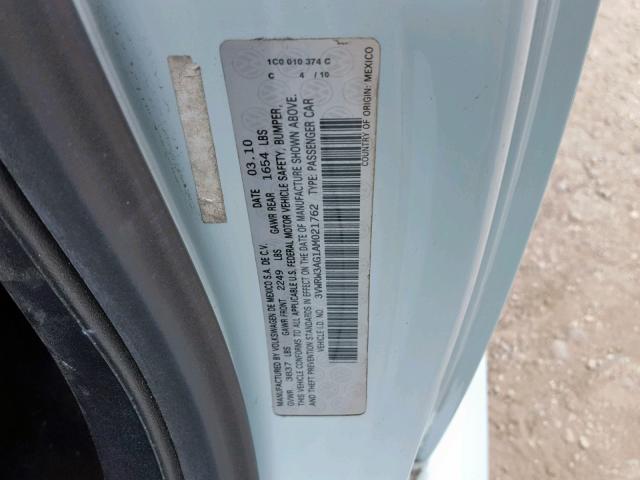 1C0 010 374 C
C 4 / 10
MANUFACTURED BY VOLKSWAGEN DE MEXICO S.A. DE C.V. DATE 03.10
GVWR 3837 LBS GAWR FRONT 2249 LBS GAWR REAR 1654 LBS
THIS VEHICLE CONFORMS TO ALL APPLICABLE U.S. FEDERAL MOTOR VEHICLE SAFETY, BUMPER,
AND THEFT PREVENTION STANDARDS IN EFFECT ON THE DATE OF MANUFACTURE SHOWN ABOVE.
VEHICLE I.D. NO. 3VWRW3AG1AM021762 TYPE: PASSENGER CAR
COUNTRY OF ORIGIN: MEXICO